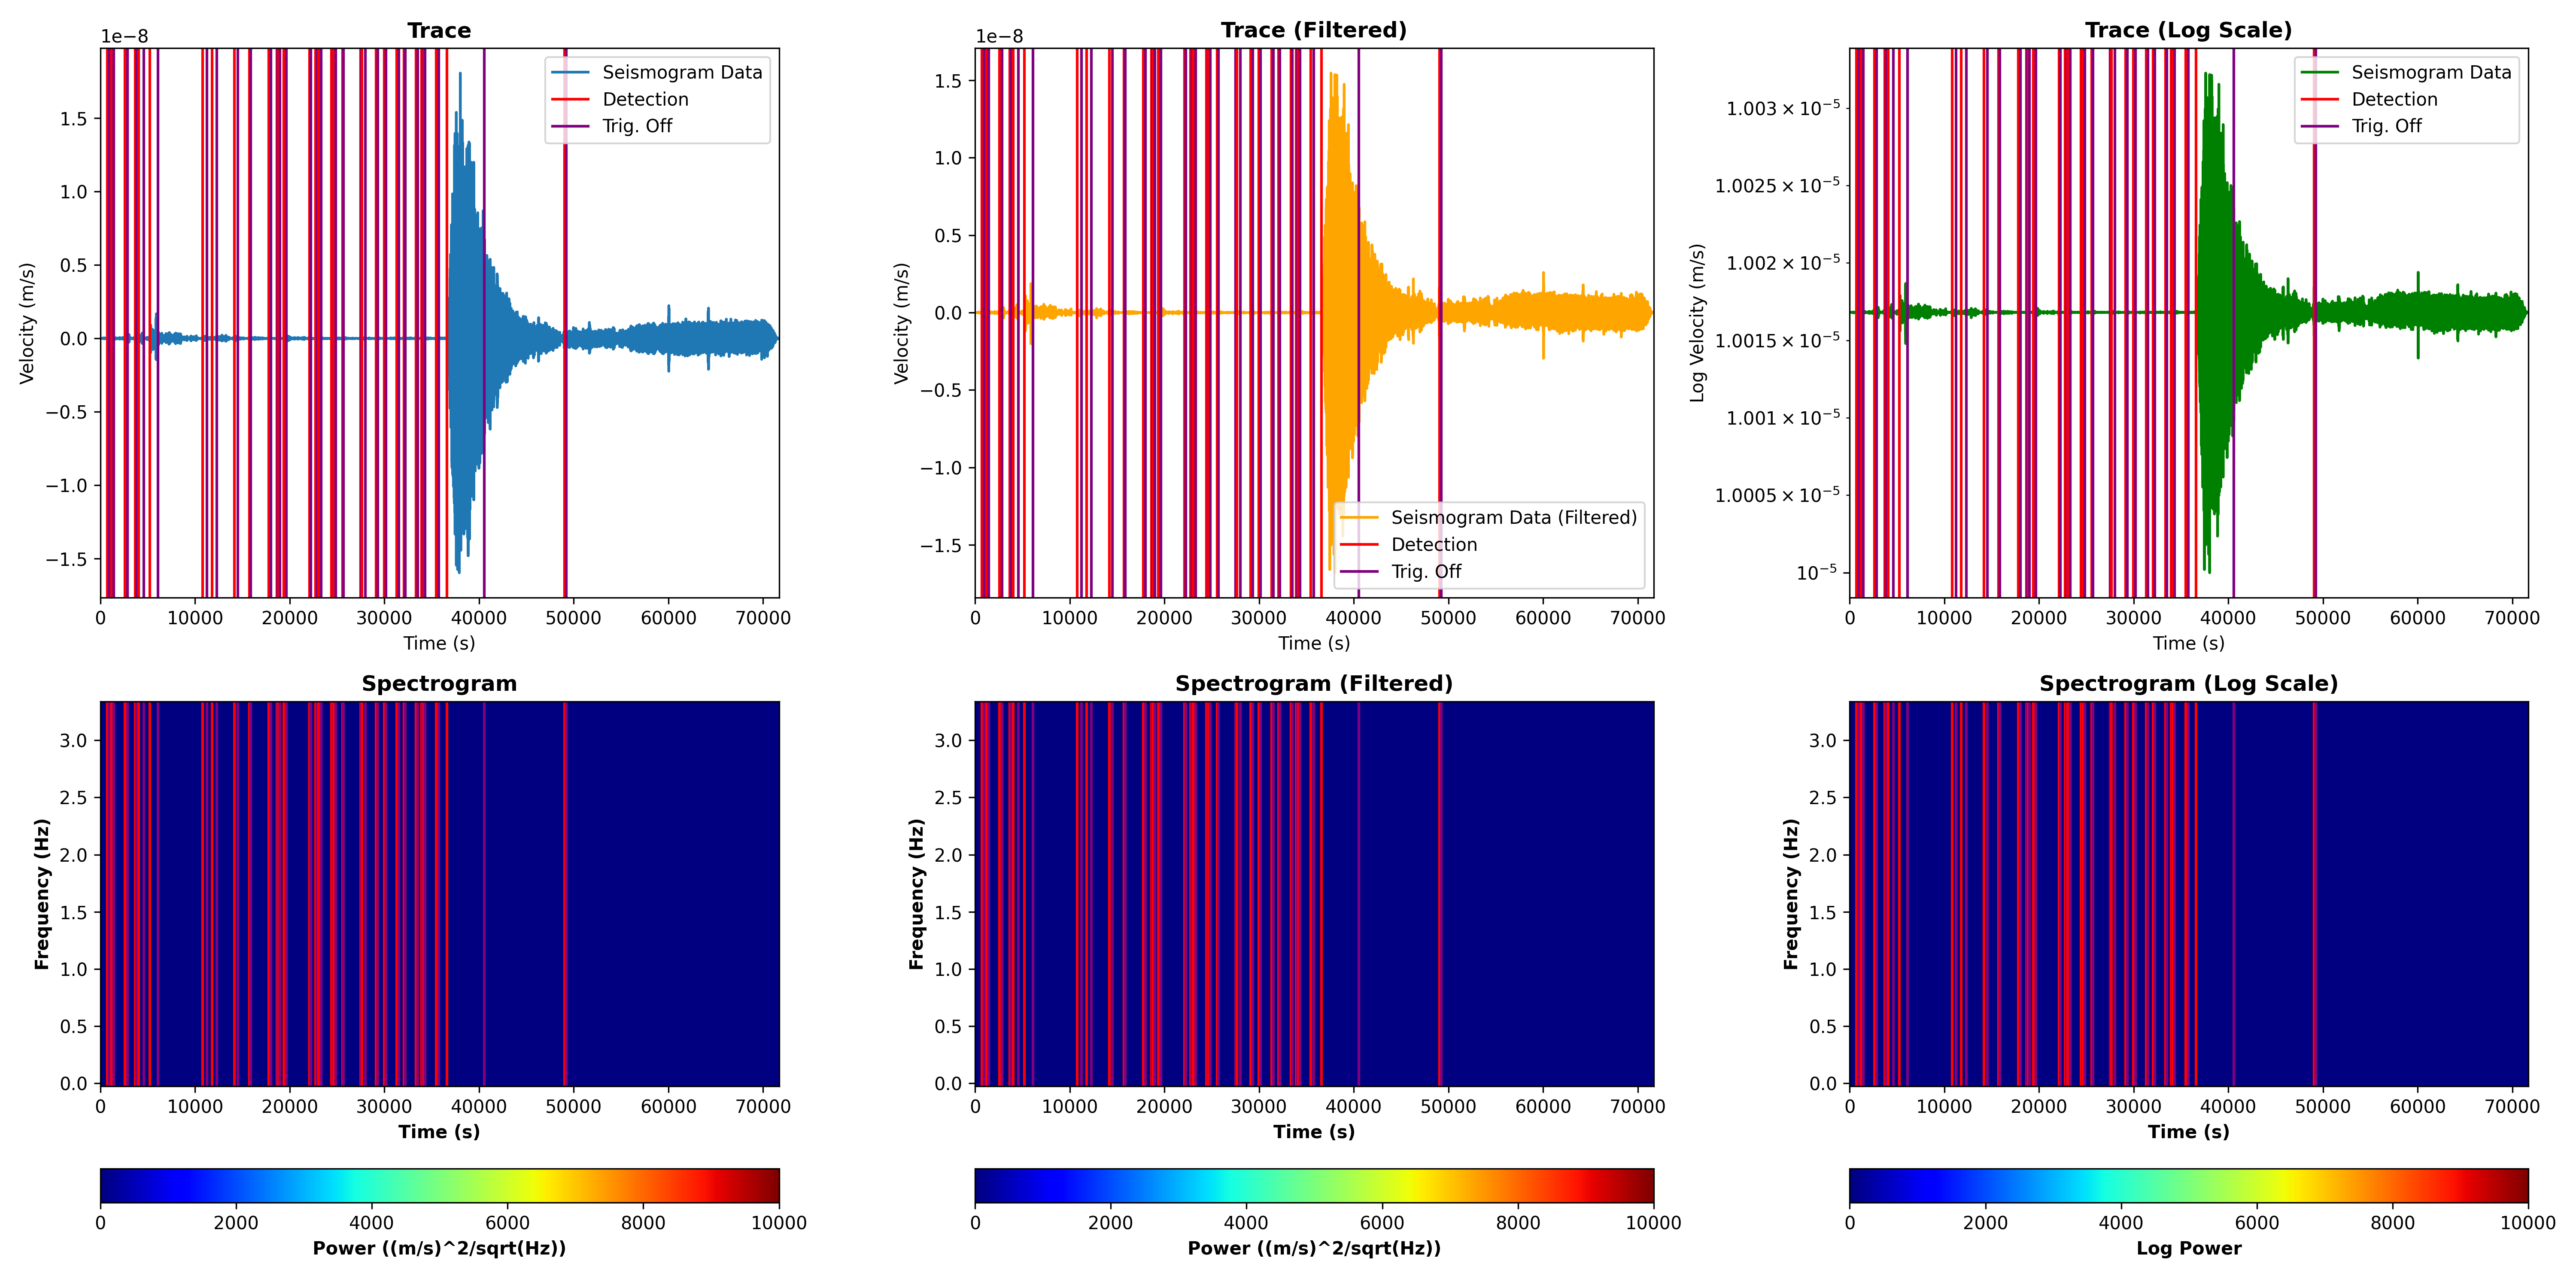 Trace
1e−8
Velocity (m/s)
1.5
1.0
0.5
0.0
−0.5
−1.0
−1.5
Seismogram Data
Detection
Trig. Off
0 10000 20000 30000 40000 50000 60000 70000
Time (s)
Trace (Filtered)
1e−8
Velocity (m/s)
1.5
1.0
0.5
0.0
−0.5
−1.0
−1.5
Seismogram Data (Filtered)
Detection
Trig. Off
0 10000 20000 30000 40000 50000 60000 70000
Time (s)
Trace (Log Scale)
Log Velocity (m/s)
1.003 × 10⁻⁵
1.0025 × 10⁻⁵
1.002 × 10⁻⁵
1.0015 × 10⁻⁵
1.001 × 10⁻⁵
1.0005 × 10⁻⁵
10⁻⁵
Seismogram Data
Detection
Trig. Off
0 10000 20000 30000 40000 50000 60000 70000
Time (s)
Spectrogram
Frequency (Hz)
3.0
2.5
2.0
1.5
1.0
0.5
0.0
0 10000 20000 30000 40000 50000 60000 70000
Time (s)
0 2000 4000 6000 8000 10000
Power ((m/s)^2/sqrt(Hz))
Spectrogram (Filtered)
Frequency (Hz)
3.0
2.5
2.0
1.5
1.0
0.5
0.0
0 10000 20000 30000 40000 50000 60000 70000
Time (s)
0 2000 4000 6000 8000 10000
Power ((m/s)^2/sqrt(Hz))
Spectrogram (Log Scale)
Frequency (Hz)
3.0
2.5
2.0
1.5
1.0
0.5
0.0
0 10000 20000 30000 40000 50000 60000 70000
Time (s)
0 2000 4000 6000 8000 10000
Log Power